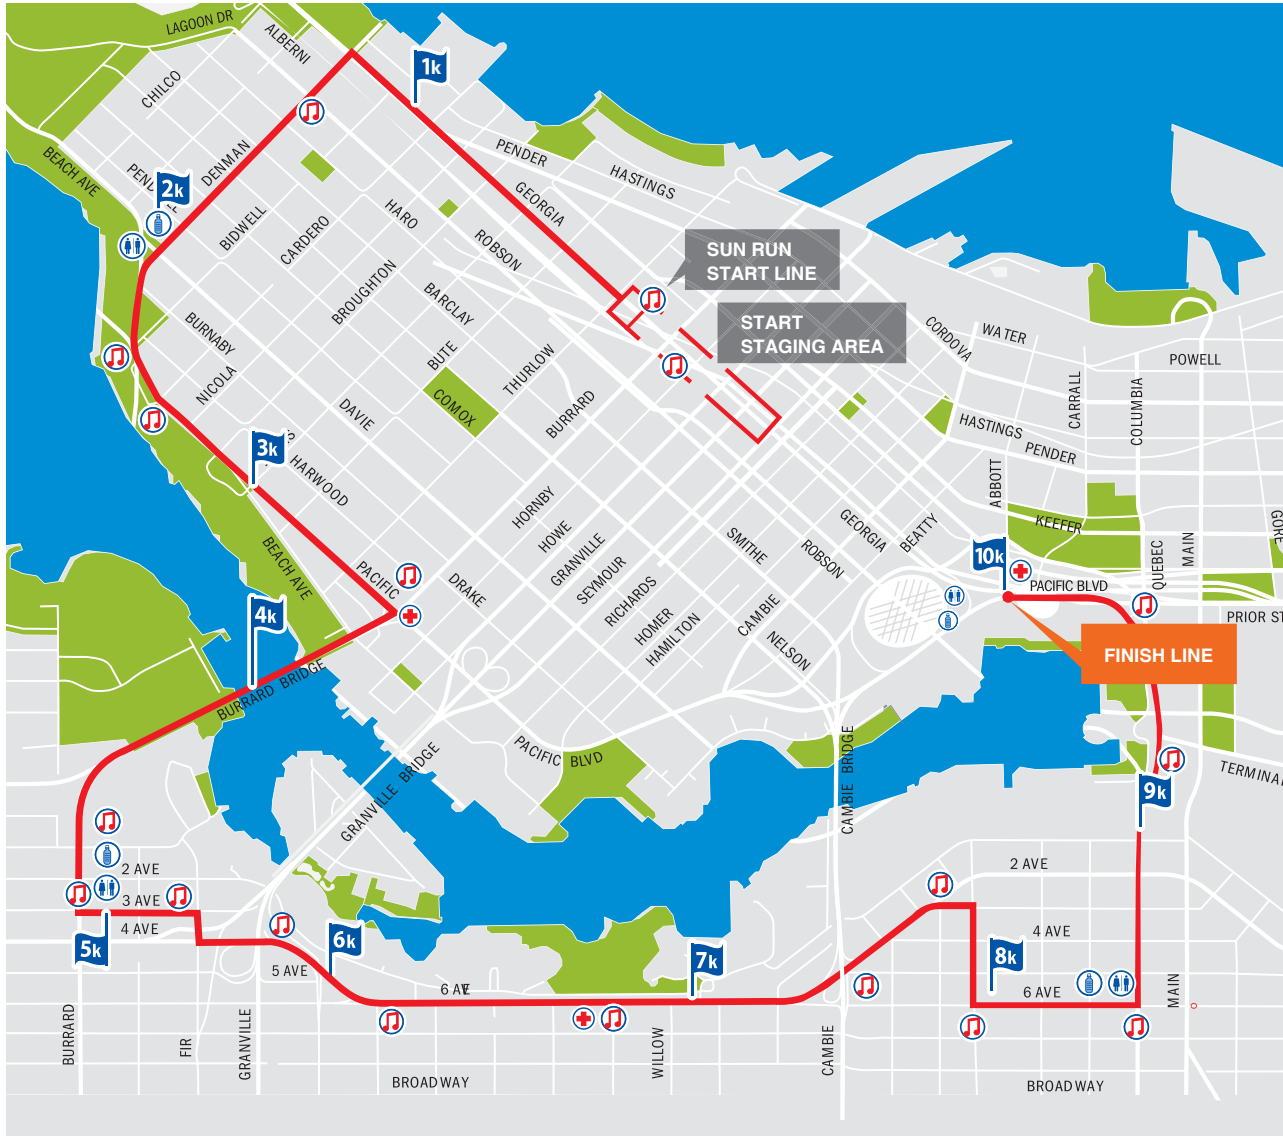 LAGOON DR
ALBERNI
1k
CHILCO
BEACH AVE
DENMAN
2k
PENDER
HASTINGS
GEORGIA
BIDWELL
CARDERO
HARO
ROBSON
SUN RUN
START LINE
BROUGHTON
BARCLAY
START
STAGING AREA
BURNABY
NICOLA
BUTE
THURLOW
COMOX
BURRARD
DAVIE
CORDOVA
WATER
POWELL
CARRALL
COLUMBIA
HASTINGS
PENDER
3k
HARWOOD
ABBOTT
HORNBY
HOWE
GRANVILLE
SEYMOUR
RICHARDS
HOMER
HAMILTON
SMITHE
ROBSON
GEORGIA
BEATTY
KEEFER
QUEBEC
MAIN
GORE
10k
PACIFIC BLVD
PRIOR ST
BEACH AVE
PACIFIC
DRAKE
CAMBIE
NELSON
4k
FINISH LINE
BURRARD BRIDGE
PACIFIC BLVD
GRANVILLE BRIDGE
CAMBIE BRIDGE
9k
2 AVE
3 AVE
4 AVE
5k
5 AVE
6k
6 AVE
7k
2 AVE
4 AVE
8k
6 AVE
MAIN
BURRARD
FIR
GRANVILLE
BROADWAY
WILLOW
CAMBIE
BROADWAY